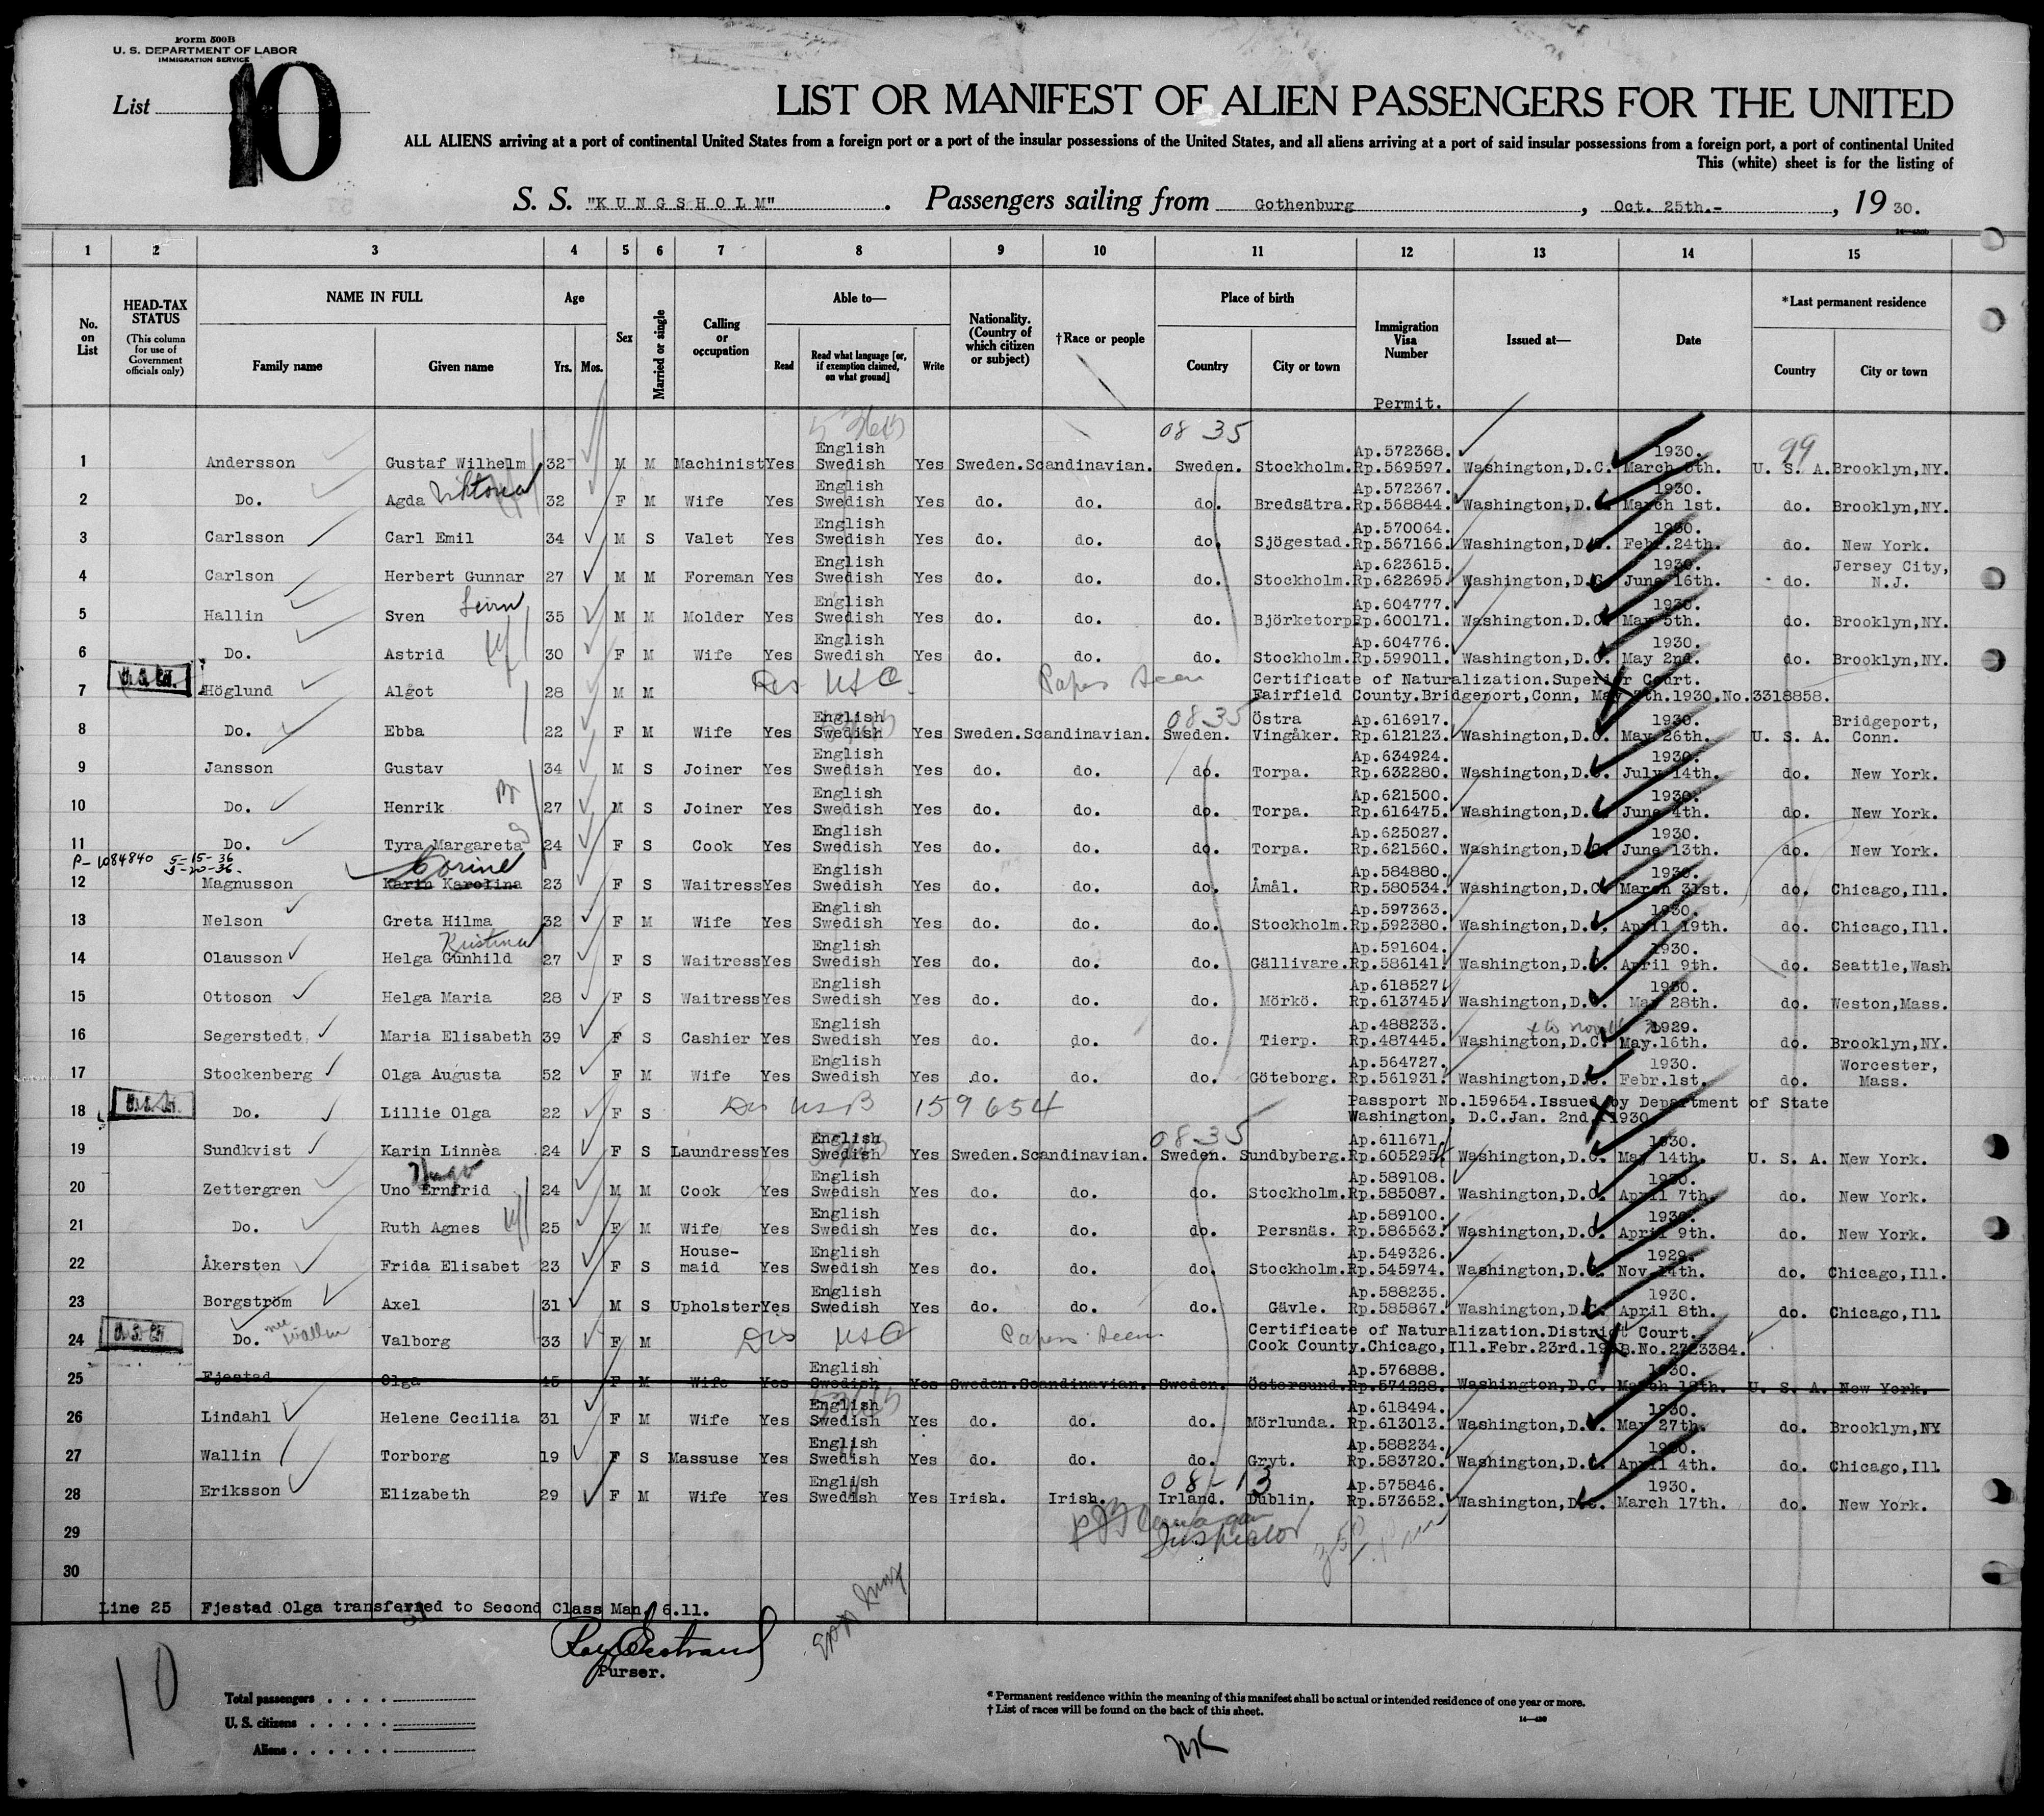 Form 500B
U. S. DEPARTMENT OF LABOR
IMMIGRATION SERVICE
List 10
LIST OR MANIFEST OF ALIEN PASSENGERS FOR THE UNITED
ALL ALIENS arriving at a port of continental United States from a foreign port or a port of the insular possessions of the United States, and all aliens arriving at a port of said insular possessions from a foreign port, a port of continental United
This (white) sheet is for the listing of
S. S. "KUNGSHOLM". Passengers sailing from Gothenburg, Oct. 25th.-, 1930.
1 2 3 4 5 6 7 8 9 10 11 12 13 14 15
No. on List
HEAD-TAX STATUS
(This column for use of Government officials only)
NAME IN FULL
Family name Given name
Age
Yrs. Mos.
Sex
Married or single
Calling or occupation
Able to—
Read Read what language [or, if exemption claimed, on what ground] Write
Nationality. (Country of which citizen or subject)
†Race or people
Place of birth
Country City or town
Immigration Visa Number
Permit.
Issued at—
Date
*Last permanent residence
Country City or town
08 35
99
1 Andersson Gustaf Wilhelm 32 M M Machinist Yes English Swedish Yes Sweden. Scandinavian. Sweden. Stockholm. Ap.572368. Rp.569597. Washington,D.C. 1930. March 5th. U. S. A. Brooklyn,NY.
2 Do. Agda Viktoria 32 F M Wife Yes English Swedish Yes do. do. do. Bredsätra. Ap.572367. Rp.568844. Washington,D. 1930. March 1st. do. Brooklyn,NY.
3 Carlsson Carl Emil 34 M S Valet Yes English Swedish Yes do. do. do. Sjögestad. Ap.570064. Rp.567166. Washington,D.C. 1930. Febr.24th. do. New York.
4 Carlson Herbert Gunnar 27 M M Foreman Yes English Swedish Yes do. do. do. Stockholm. Ap.623615. Rp.622695. Washington,D.C. 1930. June 16th. do. Jersey City, N.J.
5 Hallin Sven 35 M M Molder Yes English Swedish Yes do. do. do. Björketorp. Ap.604777. Rp.600171. Washington.D.C. 1930. May 5th. do. Brooklyn,NY.
6 Do. Astrid 30 F M Wife Yes English Swedish Yes do. do. do. Stockholm. Ap.604776. Rp.599011. Washington,D.C. 1930. May 2nd. do. Brooklyn,NY.
7 Höglund Algot 28 M M USC Papers seen Certificate of Naturalization.Superior Court.
Fairfield County.Bridgeport,Conn, May 7th.1930.No.3318858.
08 35
8 Do. Ebba 22 F M Wife Yes English Swedish Yes Sweden. Scandinavian. Sweden. Östra Vingåker. Ap.616917. Rp.612123. Washington,D.C. 1930. May 26th. U. S. A. Bridgeport, Conn.
9 Jansson Gustav 34 M S Joiner Yes English Swedish Yes do. do. do. Torpa. Ap.634924. Rp.632280. Washington,D.C. 1930. July 14th. do. New York.
10 Do. Henrik 27 M S Joiner Yes English Swedish Yes do. do. do. Torpa. Ap.621500. Rp.616475. Washington,D.C. 1930. June 4th. do. New York.
11 Do. Tyra Margareta 24 F S Cook Yes English Swedish Yes do. do. do. Torpa. Ap.625027. Rp.621560. Washington,D.C. 1930. June 13th. do. New York.
P-1084840 5-15-36
5-20-36.
Corine
12 Magnusson Karin Karolina 23 F S Waitress Yes English Swedish Yes do. do. do. Åmål. Ap.584880. Rp.580534. Washington,D.C. 1930. March 31st. do. Chicago,Ill.
13 Nelson Greta Hilma 32 F M Wife Yes English Swedish Yes do. do. do. Stockholm. Ap.597363. Rp.592380. Washington,D.C. 1930. April 19th. do. Chicago,Ill.
Kristina
14 Olausson Helga Gunhild 27 F S Waitress Yes English Swedish Yes do. do. do. Gällivare. Ap.591604. Rp.586141. Washington,D.C. 1930. April 9th. do. Seattle,Wash
15 Ottoson Helga Maria 28 F S Waitress Yes English Swedish Yes do. do. do. Mörkö. Ap.618527. Rp.613745. Washington,D.C. 1930. May 28th. do. Weston,Mass.
16 Segerstedt Maria Elisabeth 39 F S Cashier Yes English Swedish Yes do. do. do. Tierp. Ap.488233. Rp.487445. Washington,D.C. 1929. May.16th. do. Brooklyn,NY.
17 Stockenberg Olga Augusta 52 F M Wife Yes English Swedish Yes do. do. do. Göteborg. Ap.564727. Rp.561931. Washington,D.C. 1930. Febr.1st. do. Worcester, Mass.
18 Do. Lillie Olga 22 F S 159654 Passport No.159654.Issued by Department of State
Washington, D.C.Jan. 2nd, 1930
08 35
19 Sundkvist Karin Linnèa 24 F S Laundress Yes English Swedish Yes Sweden. Scandinavian. Sweden. Sundbyberg. Ap.611671. Rp.605295. Washington,D.C. 1930. May 14th. U. S. A. New York.
Hugo
20 Zettergren Uno Ernfrid 24 M M Cook Yes English Swedish Yes do. do. do. Stockholm. Ap.589108. Rp.585087. Washington,D.C. 1930. April 7th. do. New York.
21 Do. Ruth Agnes 25 F M Wife Yes English Swedish Yes dc. do. do. Persnäs. Ap.589100. Rp.586563. Washington,D.C. 1930. April 9th. do. New York.
22 Åkersten Frida Elisabet 23 F S House-maid Yes English Swedish Yes do. do. do. Stockholm. Ap.549326. Rp.545974. Washington,D.C. 1929. Nov.14th. do. Chicago,Ill.
23 Borgström Axel 31 M S Upholster Yes English Swedish Yes do. do. do. Gävle. Ap.588235. Rp.585867. Washington,D.C. 1930. April 8th. do. Chicago,Ill
24 Do. nee Wallin Valborg 33 F M USC Papers seen Certificate of Naturalization.District Court.
Cook County.Chicago,Ill.Febr.23rd.1928.No.2723384.
25 Fjestad Olga 45 F M Wife Yes English Swedish Yes Sweden. Scandinavian. Sweden. Östersund. Ap.576888. Rp.574228. Washington,D.C. 1930. March 19th. U. S. A. New York.
26 Lindahl Helene Cecilia 31 F M Wife Yes English Swedish Yes do. do. do. Mörlunda. Ap.618494. Rp.613013. Washington,D.C. 1930. May 27th. do. Brooklyn,NY
27 Wallin Torborg 19 F S Massuse Yes English Swedish Yes do. do. do. Gryt. Ap.588234. Rp.583720. Washington,D.C. 1930. April 4th. do. Chicago,Ill
08-13
28 Eriksson Elizabeth 29 F M Wife Yes English Swedish Yes Irish. Irish. Irland. Dublin. Ap.575846. Rp.573652. Washington,D.C. 1930. March 17th. do. New York.
29
Inspector
30
Line 25 Fjestad Olga transferred to Second Class Man. 6.11.
Purser.
10
Total passengers
U. S. citizens
Aliens
* Permanent residence within the meaning of this manifest shall be actual or intended residence of one year or more.
† List of races will be found on the back of this sheet.